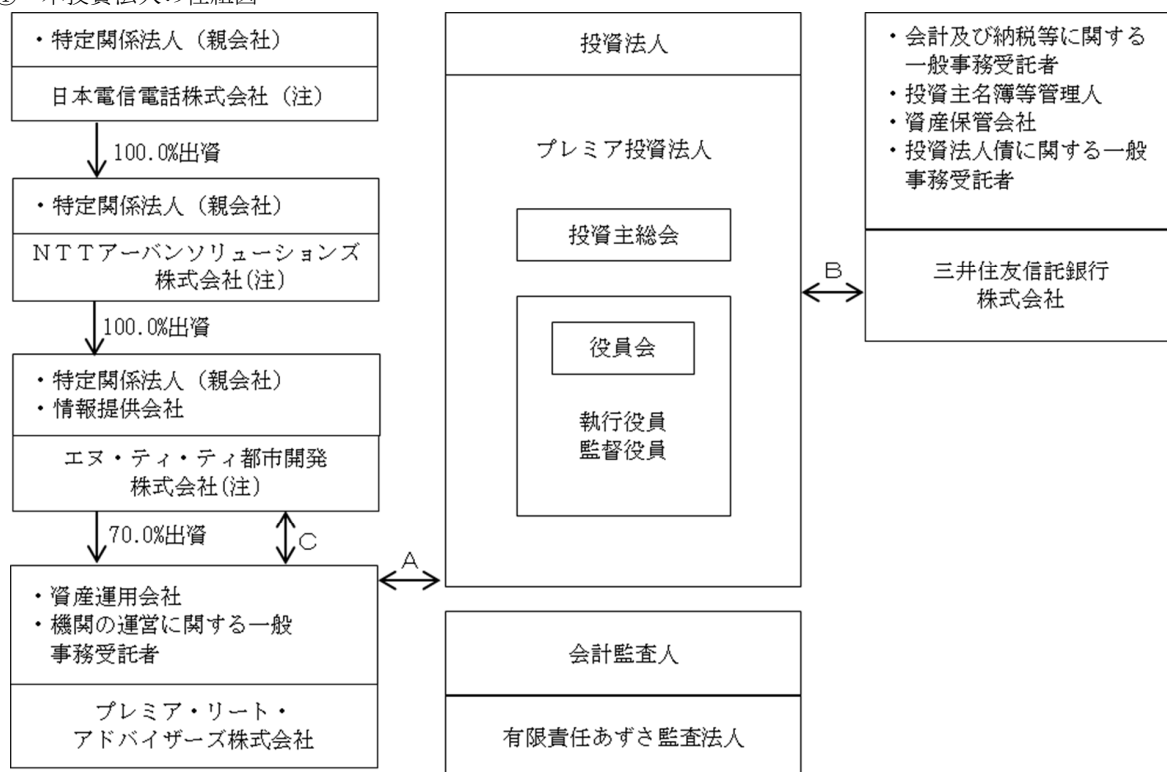 ・特定関係法人（親会社）
日本電信電話株式会社（注）
100.0%出資
・特定関係法人（親会社）
ＮＴＴアーバンソリューションズ
株式会社(注)
100.0%出資
・特定関係法人（親会社）
・情報提供会社
エヌ・ティ・ティ都市開発
株式会社(注)
70.0%出資
Ｃ
・資産運用会社
・機関の運営に関する一般
事務受託者
プレミア・リート・
アドバイザーズ株式会社
Ａ
投資法人
プレミア投資法人
投資主総会
役員会
執行役員
監督役員
会計監査人
有限責任あずさ監査法人
Ｂ
・会計及び納税等に関する
一般事務受託者
・投資主名簿等管理人
・資産保管会社
・投資法人債に関する一般
事務受託者
三井住友信託銀行
株式会社